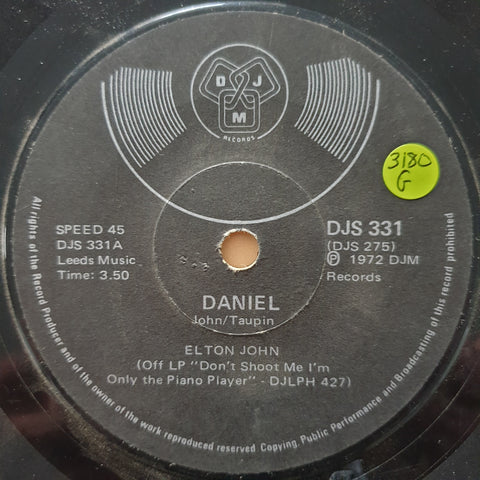 D J
M
RECORDS
3180
G
SPEED 45
DJS 331A
Leeds Music
Time: 3.50
DJS 331
(DJS 275)
℗ 1972 DJM
Records
DANIEL
John/Taupin
ELTON JOHN
(Off LP "Don't Shoot Me I'm
Only the Piano Player" - DJLPH 427)
All rights of the Record Producer and of the owner of the work reproduced reserved Copying, Public Performance and Broadcasting of this record prohibited